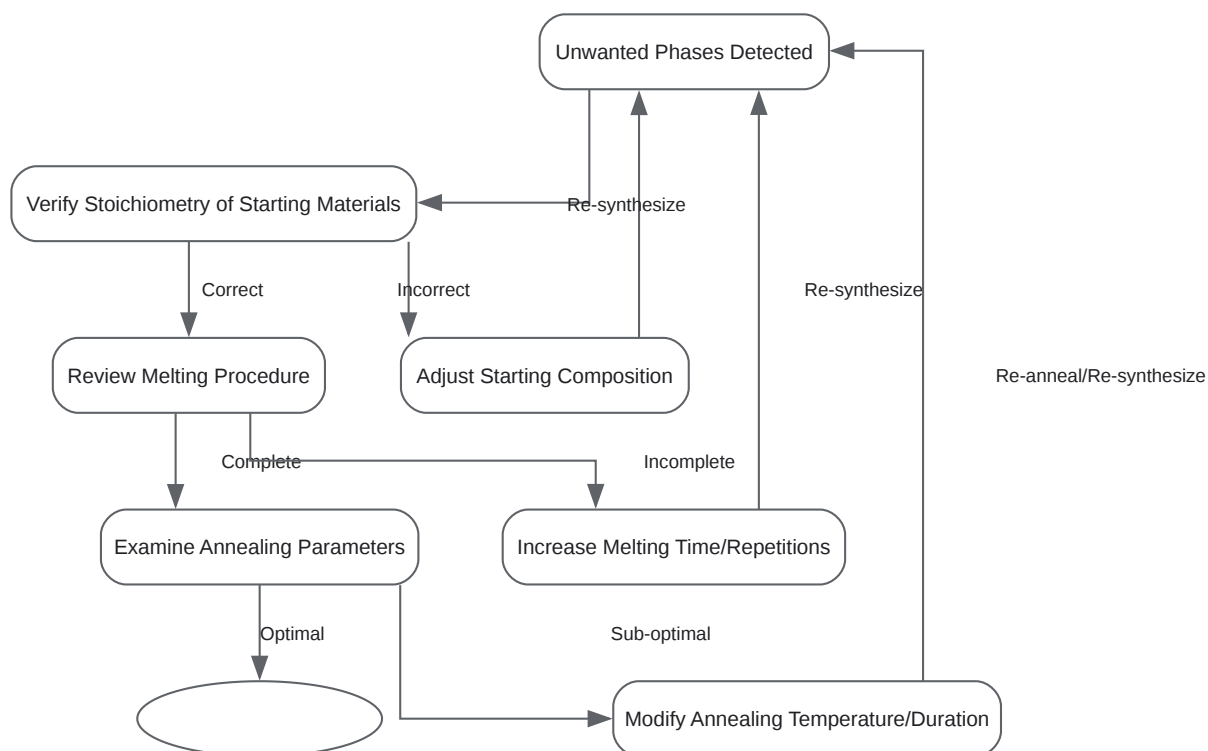 Unwanted Phases Detected
Verify Stoichiometry of Starting Materials
Re-synthesize
Correct
Incorrect
Re-synthesize
Review Melting Procedure
Adjust Starting Composition
Re-anneal/Re-synthesize
Complete
Incomplete
Examine Annealing Parameters
Increase Melting Time/Repetitions
Optimal
Sub-optimal
Modify Annealing Temperature/Duration